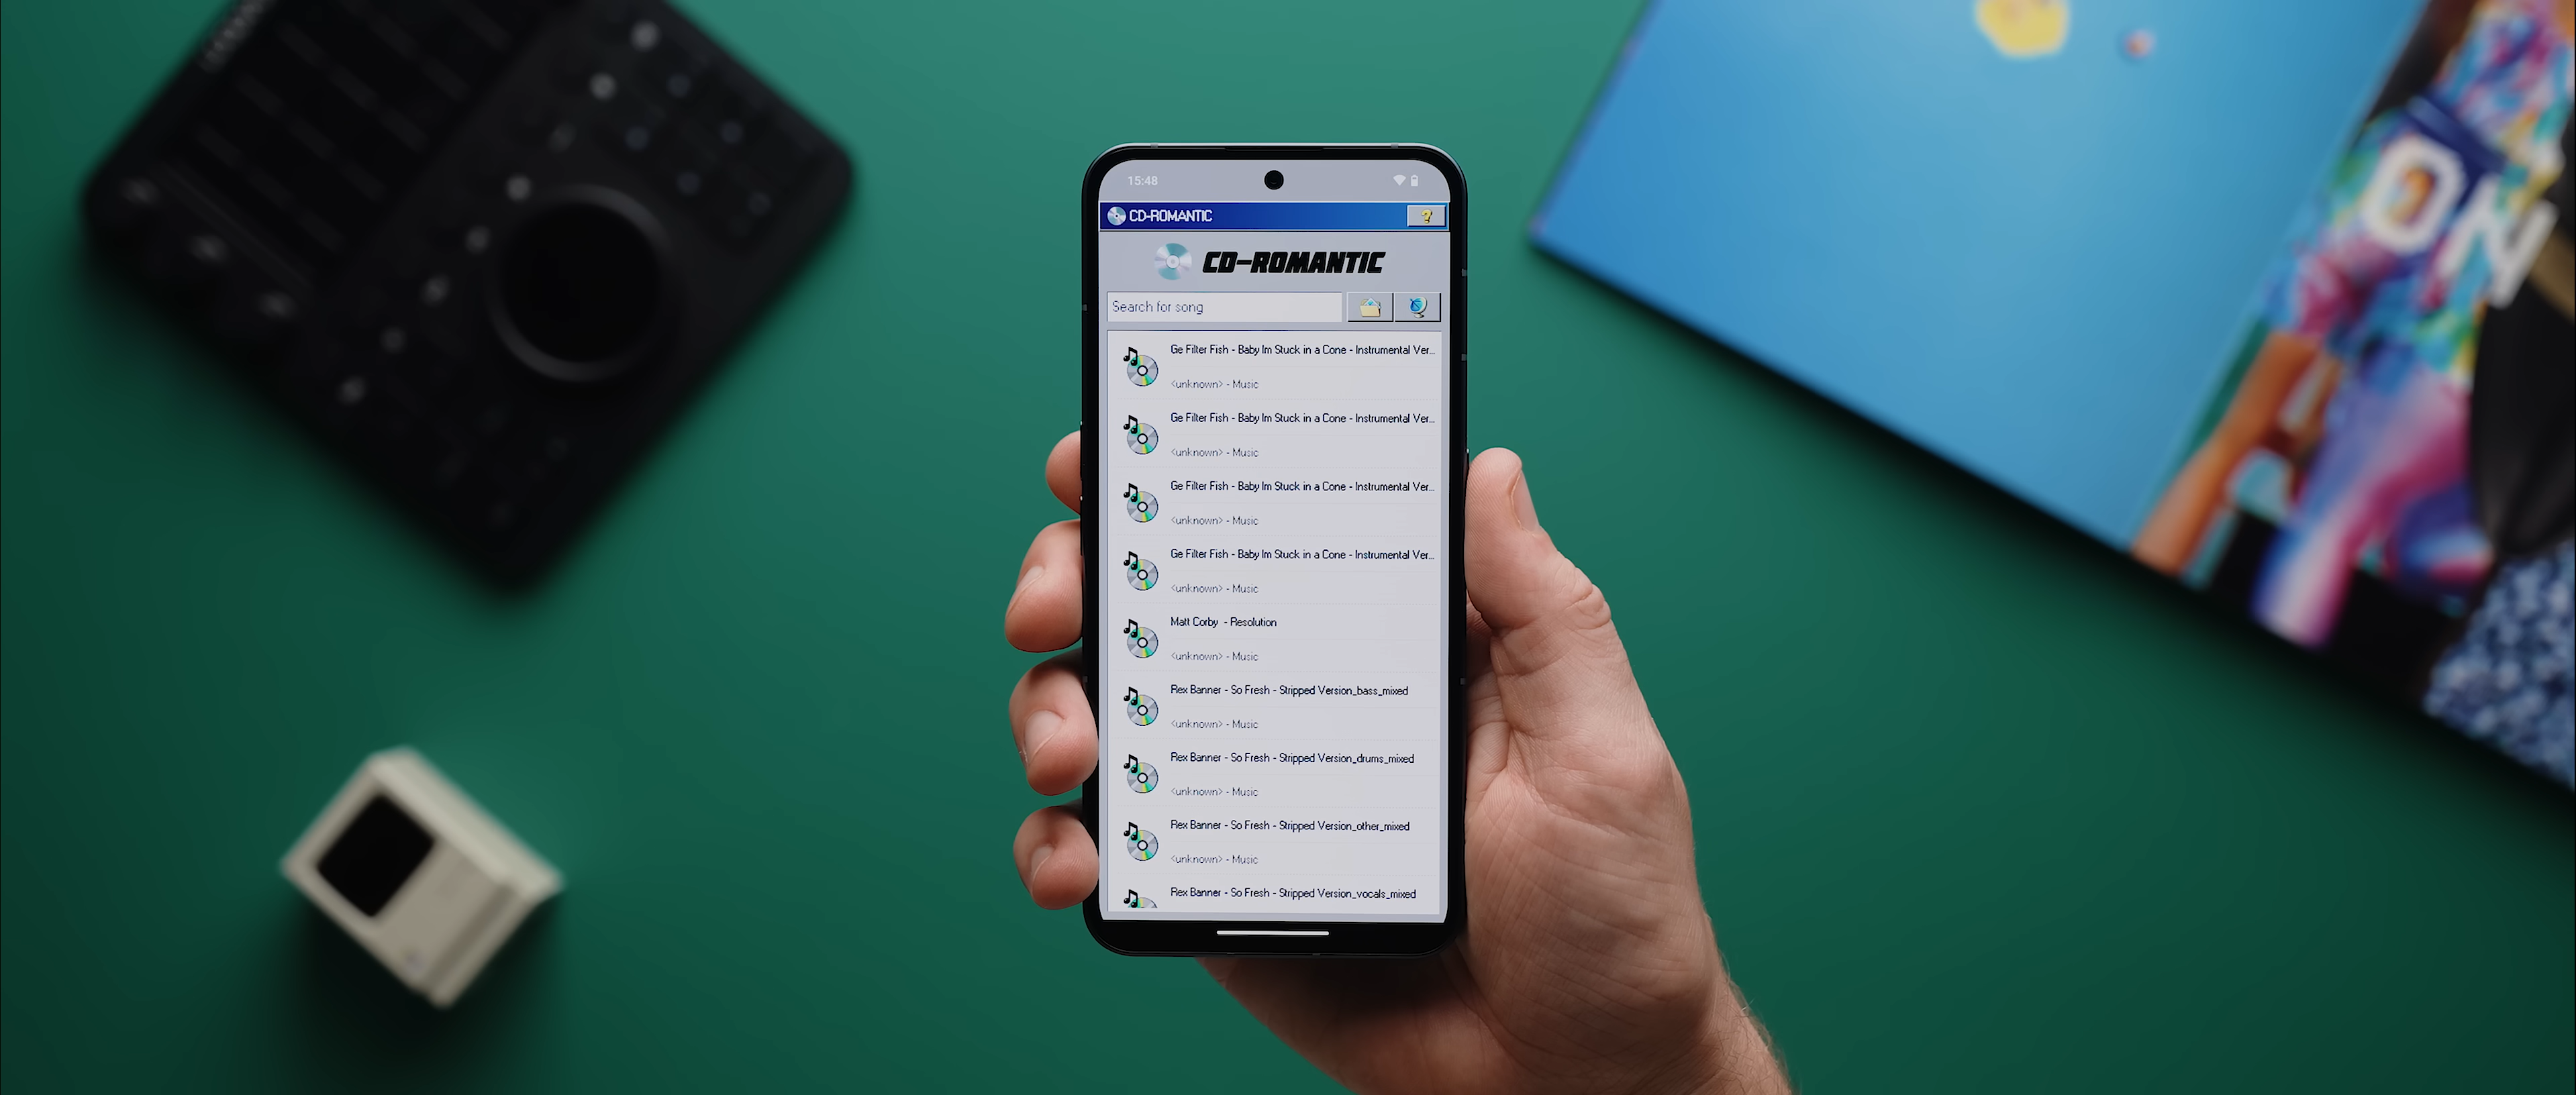 15:48
CD-ROMANTIC
CD-ROMANTIC
Search for song
Ge Filter Fish - Baby Im Stuck in a Cone - Instrumental Ver...
<unknown> - Music
Ge Filter Fish - Baby Im Stuck in a Cone - Instrumental Ver...
<unknown> - Music
Ge Filter Fish - Baby Im Stuck in a Cone - Instrumental Ver...
<unknown> - Music
Ge Filter Fish - Baby Im Stuck in a Cone - Instrumental Ver...
<unknown> - Music
Matt Corby  - Resolution
<unknown> - Music
Rex Banner - So Fresh - Stripped Version_bass_mixed
<unknown> - Music
Rex Banner - So Fresh - Stripped Version_drums_mixed
<unknown> - Music
Rex Banner - So Fresh - Stripped Version_other_mixed
<unknown> - Music
Rex Banner - So Fresh - Stripped Version_vocals_mixed
ON